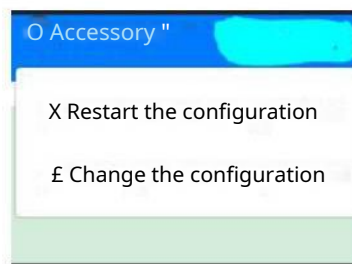 O Accessory "
X Restart the configuration
£ Change the configuration